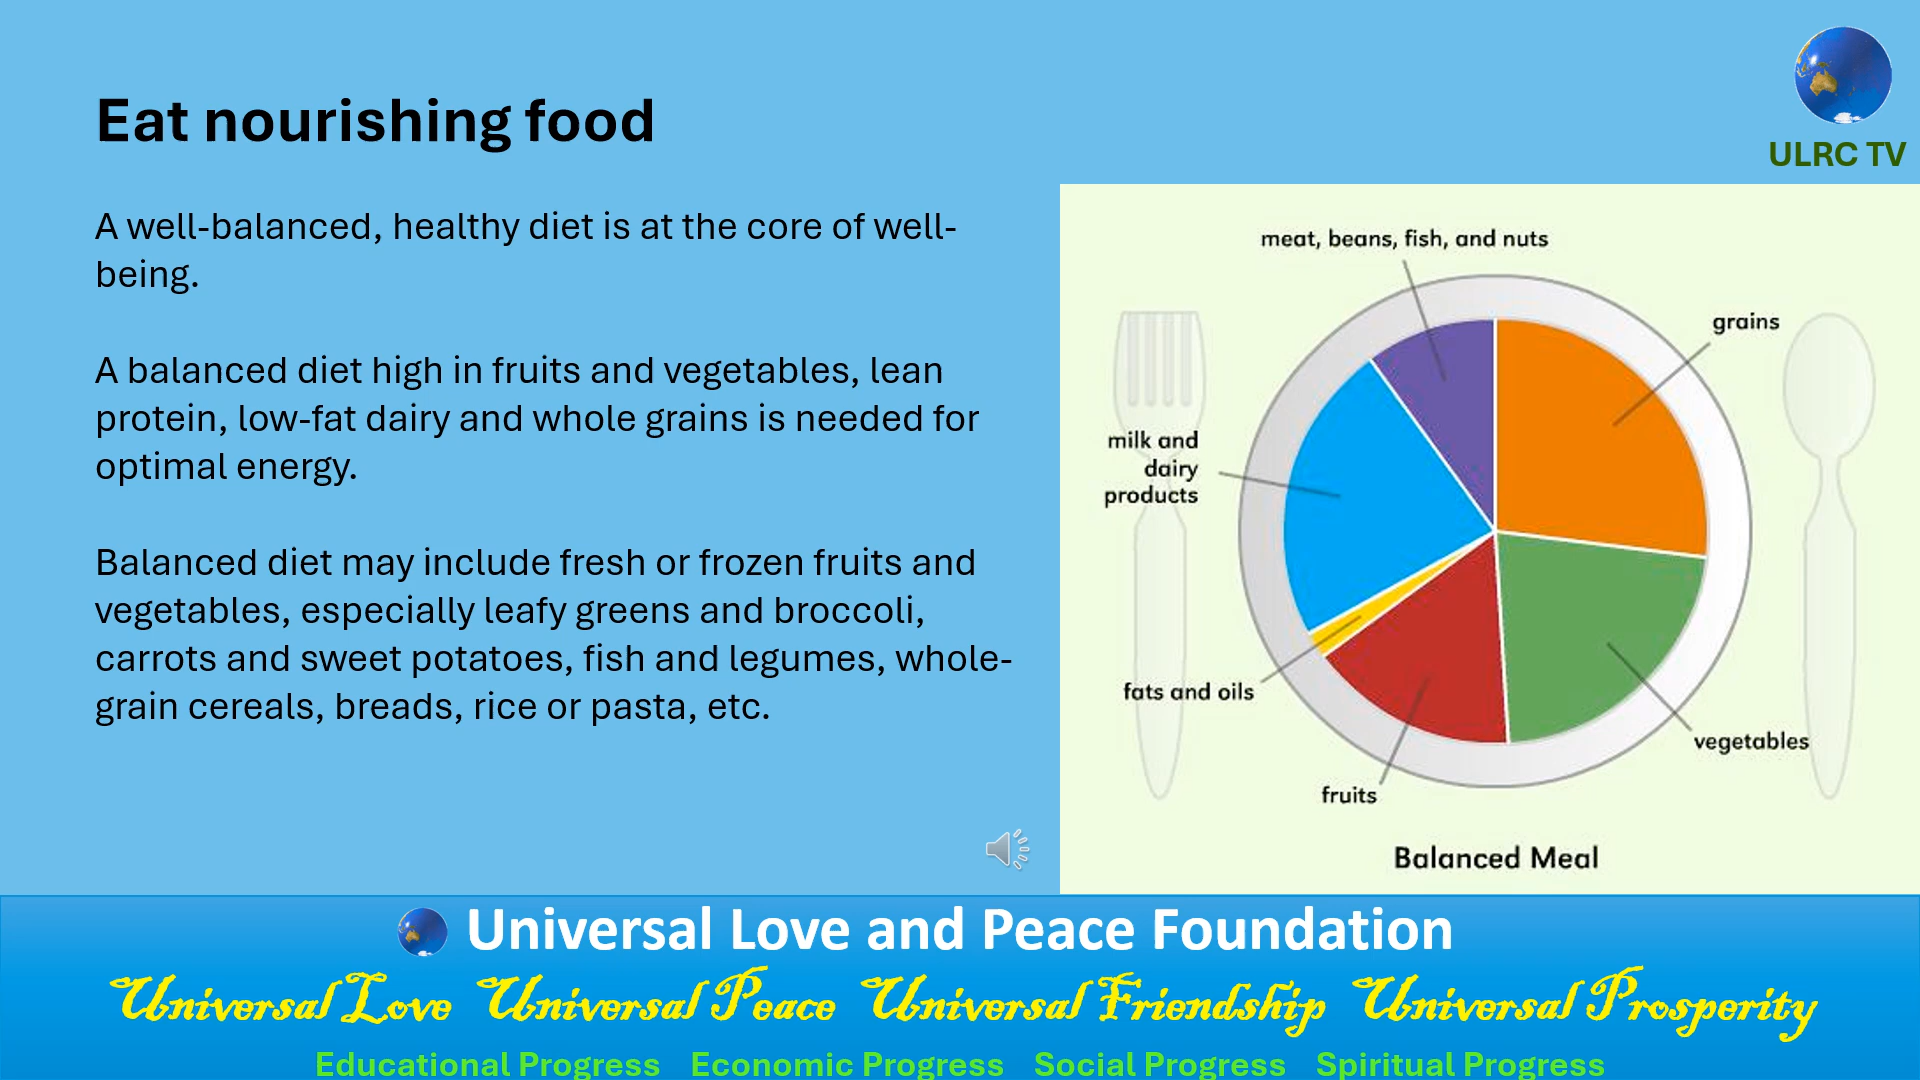 Eat nourishing food
ULRC TV
A well-balanced, healthy diet is at the core of well-
being.
A balanced diet high in fruits and vegetables, lean
protein, low-fat dairy and whole grains is needed for
optimal energy.
Balanced diet may include fresh or frozen fruits and
vegetables, especially leafy greens and broccoli,
carrots and sweet potatoes, fish and legumes, whole-
grain cereals, breads, rice or pasta, etc.
meat, beans, fish, and nuts
grains
milk and
dairy
products
fats and oils
vegetables
fruits
Balanced Meal
Universal Love and Peace Foundation
Universal Love Universal Peace Universal Friendship Universal Prosperity
Educational Progress Economic Progress Social Progress Spiritual Progress